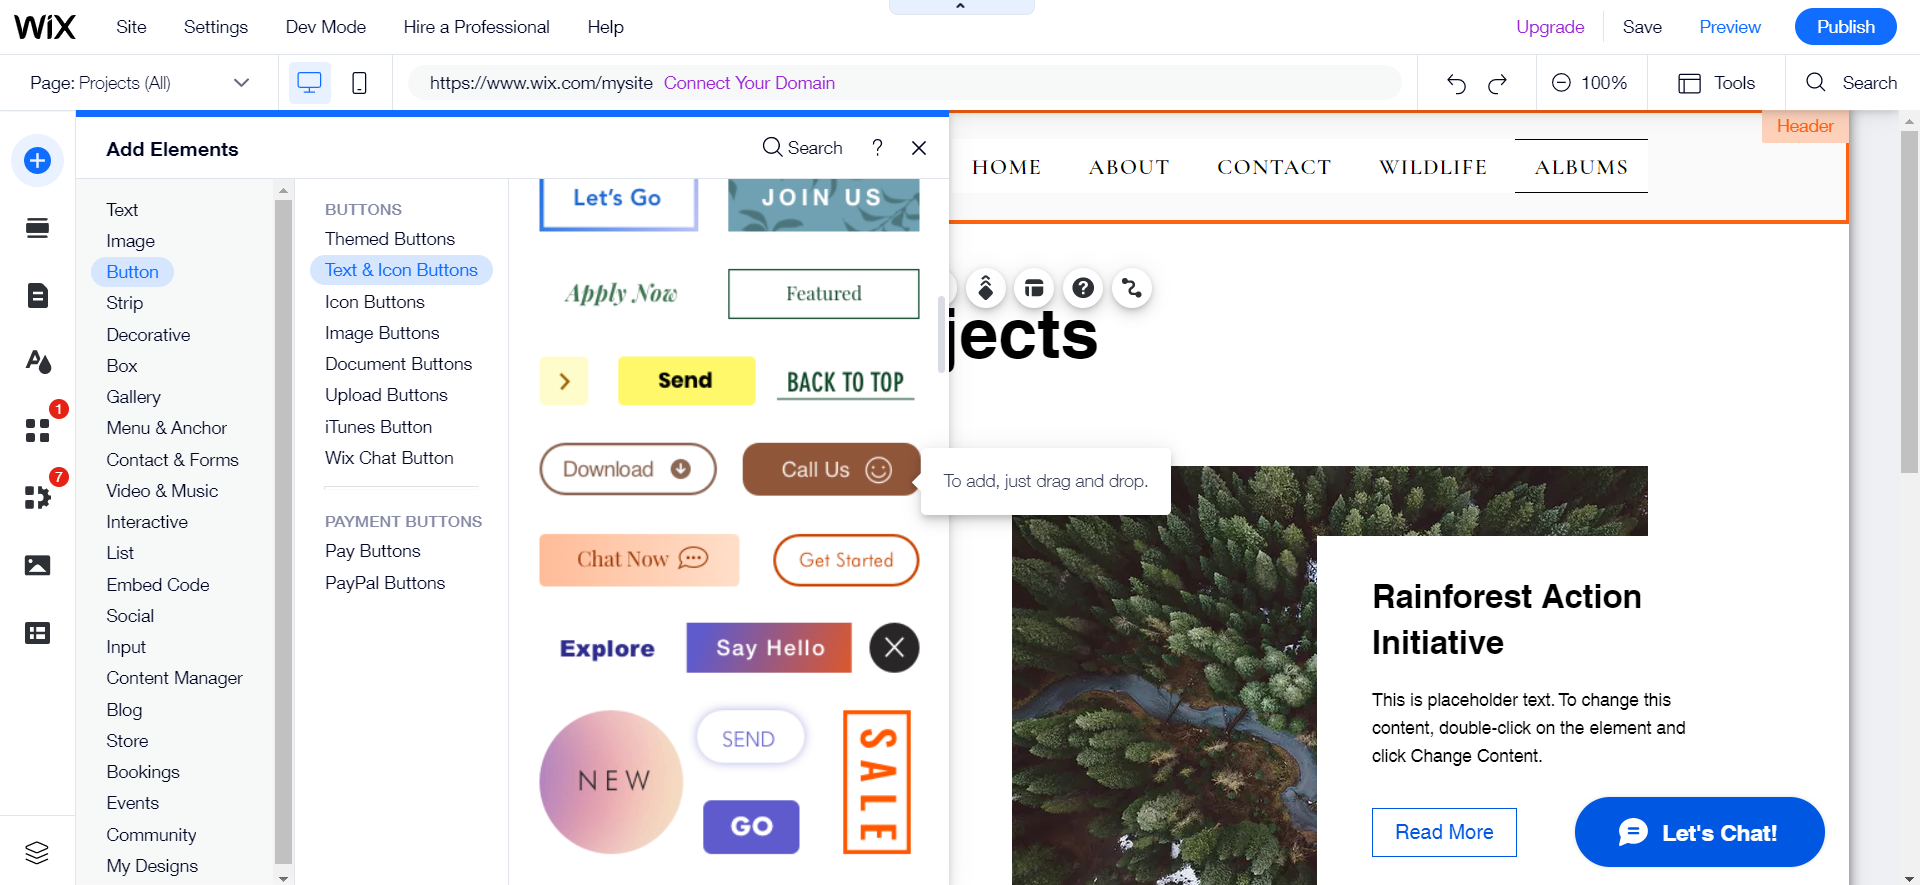 WiX
Site
Settings
Dev Mode
Hire a Professional
Help
Upgrade
Save
Preview
Publish
Page: Projects (All)
https://www.wix.com/mysite Connect Your Domain
100%
Tools
Search
Add Elements
Search
?
1
7
Text
Image
Button
Strip
Decorative
Box
Gallery
Menu & Anchor
Contact & Forms
Video & Music
Interactive
List
Embed Code
Social
Input
Content Manager
Blog
Store
Bookings
Events
Community
My Designs
BUTTONS
Themed Buttons
Text & Icon Buttons
Icon Buttons
Image Buttons
Document Buttons
Upload Buttons
iTunes Button
Wix Chat Button
PAYMENT BUTTONS
Pay Buttons
PayPal Buttons
Let's Go
JOIN US
Apply Now
Featured
Send
BACK TO TOP
Download
Call Us
Chat Now
Get Started
Explore
Say Hello
NEW
SEND
GO
SALE
To add, just drag and drop.
Header
HOME
ABOUT
CONTACT
WILDLIFE
ALBUMS
?
jects
Rainforest Action
Initiative
This is placeholder text. To change this
content, double-click on the element and
click Change Content.
Read More
Let's Chat!